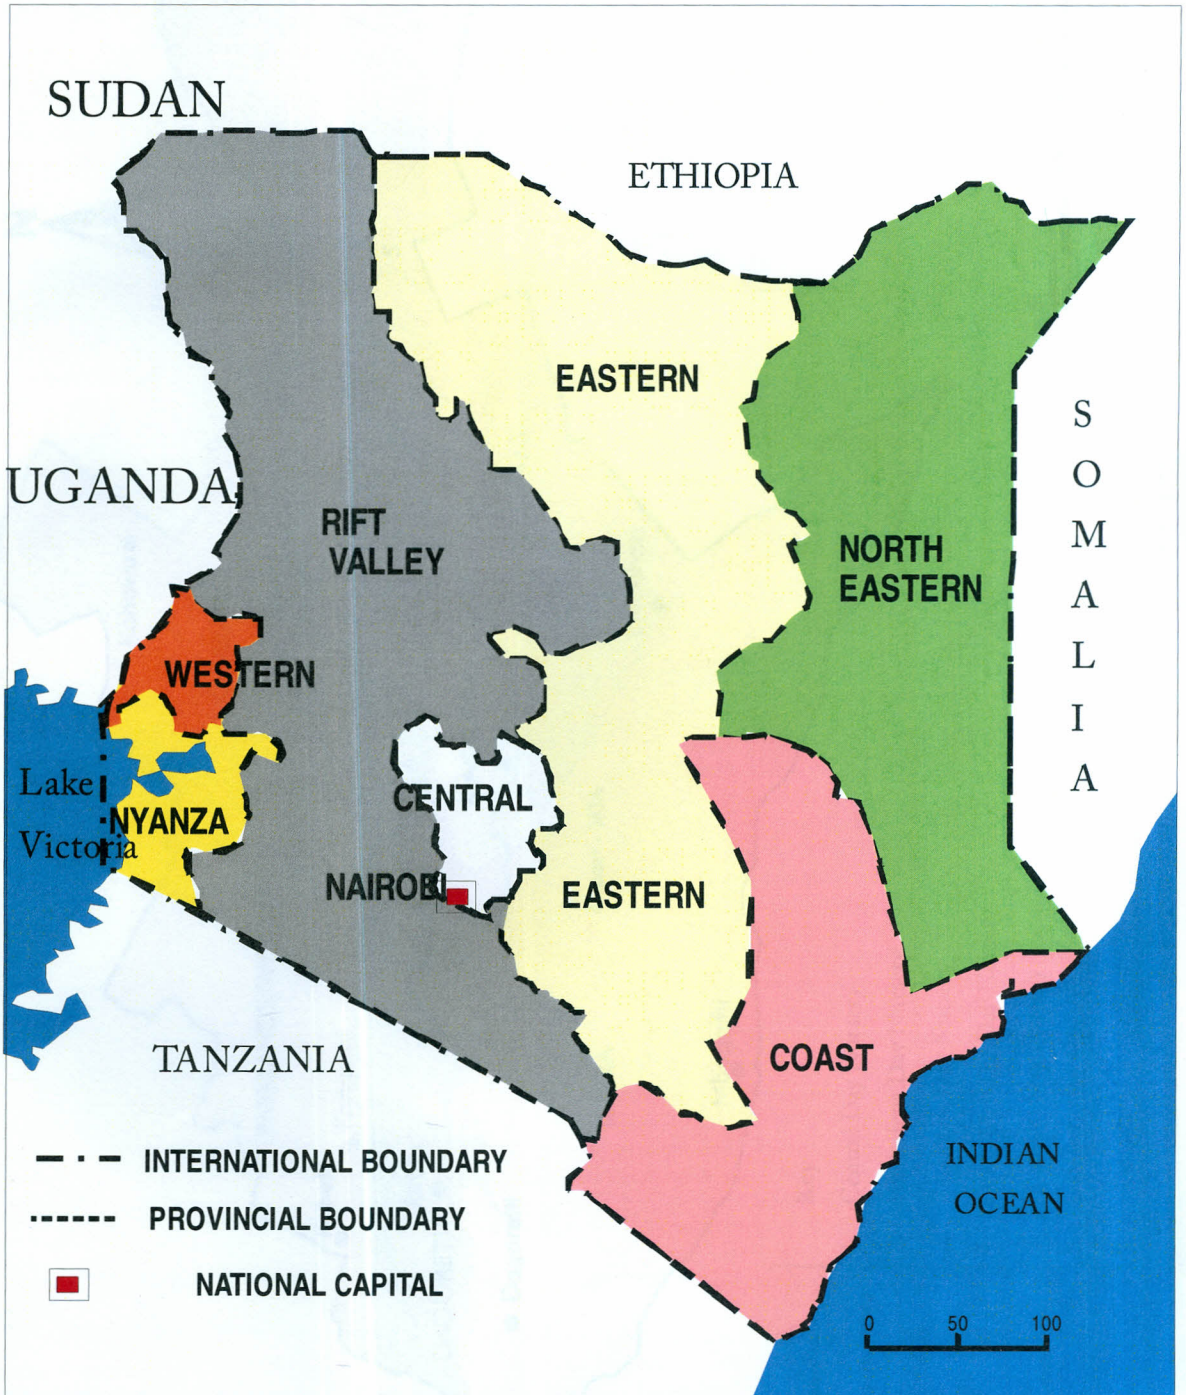 SUDAN
ETHIOPIA
EASTERN
S
O
M
A
L
I
A
UGANDA
RIFT
VALLEY
NORTH
EASTERN
WESTERN
Lake
Victoria
NYANZA
CENTRAL
NAIROBI
EASTERN
TANZANIA
COAST
INDIAN
OCEAN
INTERNATIONAL BOUNDARY
PROVINCIAL BOUNDARY
NATIONAL CAPITAL
0 50 100